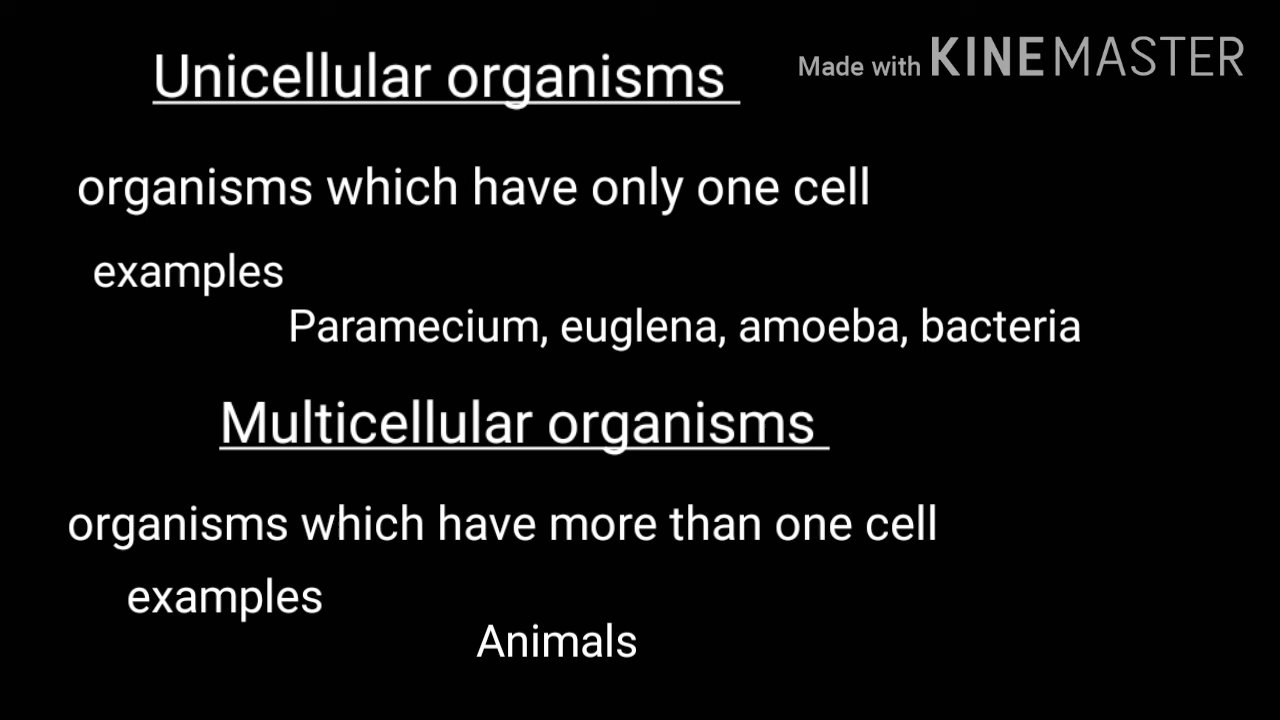 Unicellular organisms
Made with KINEMASTER
organisms which have only one cell
examples
Paramecium, euglena, amoeba, bacteria
Multicellular organisms
organisms which have more than one cell
examples
Animals